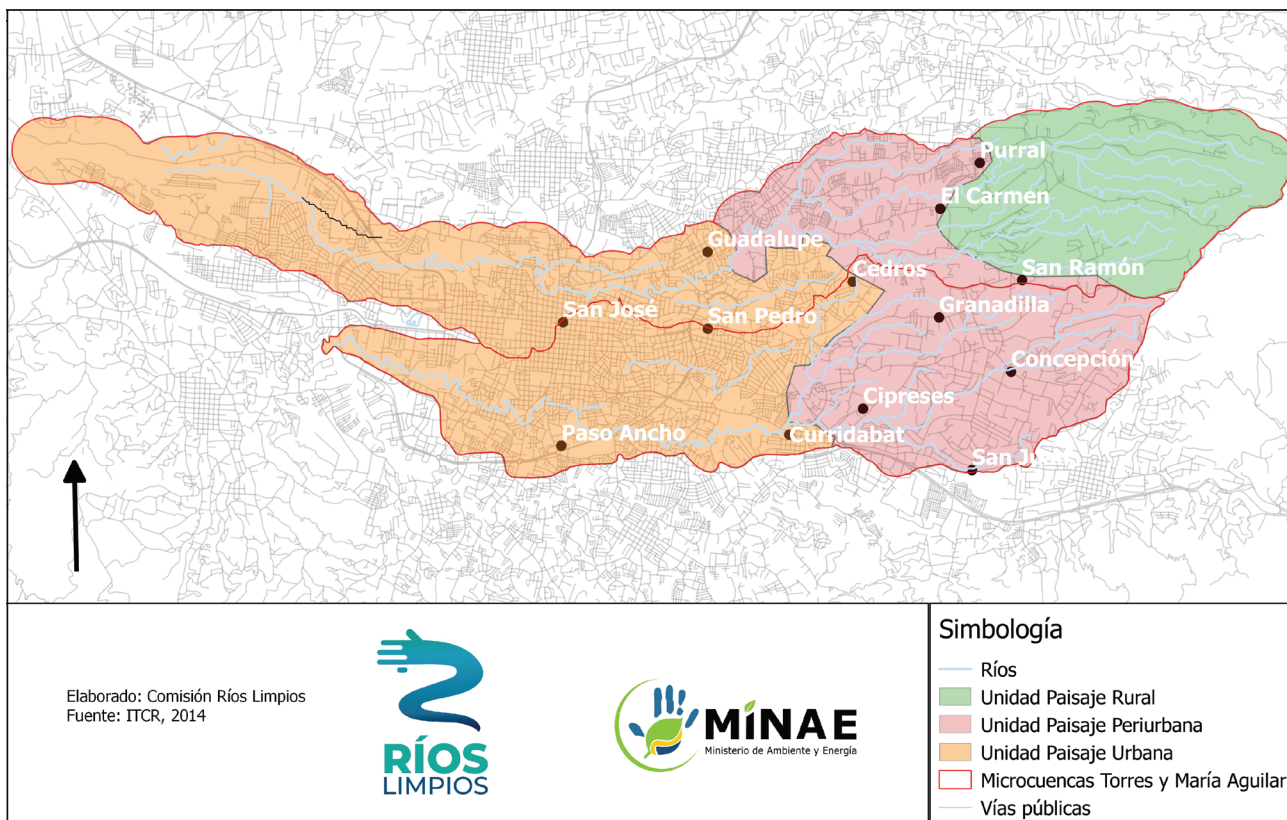 Purral
El Carmen
Guadalupe
Cedros
San Ramón
San José
San Pedro
Granadilla
Concepción
Cipreses
Paso Ancho
Curridabat
San
Elaborado: Comisión Ríos Limpios
Fuente: ITCR, 2014
RÍOS
LIMPIOS
MINAE
Ministerio de Ambiente y Energía
Simbología
Ríos
Unidad Paisaje Rural
Unidad Paisaje Periurbana
Unidad Paisaje Urbana
Microcuencas Torres y María Aguilar
Vías públicas